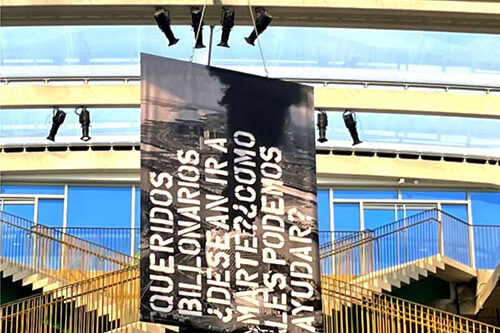 QUERIDOS
BILLONARIOS
¿DESEAN IR A
MARTE? ¿COMO
LES PODEMOS
AYUDAR?